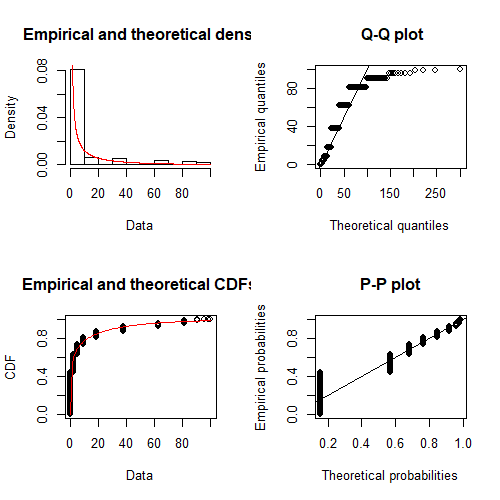 Empirical and theoretical dens
Density
0.00 0.04 0.08
0 20 40 60 80
Data
Q-Q plot
Empirical quantiles
0 40 80
0 50 150 250
Theoretical quantiles
Empirical and theoretical CDFs
CDF
0.0 0.4 0.8
0 20 40 60 80
Data
P-P plot
Empirical probabilities
0.0 0.4 0.8
0.2 0.4 0.6 0.8 1.0
Theoretical probabilities